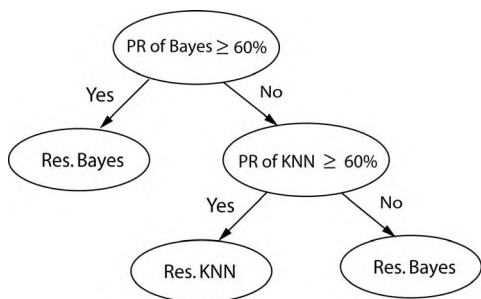 PR of Bayes ≥ 60%
Yes
No
Res. Bayes
PR of KNN ≥ 60%
Yes
No
Res. KNN
Res. Bayes